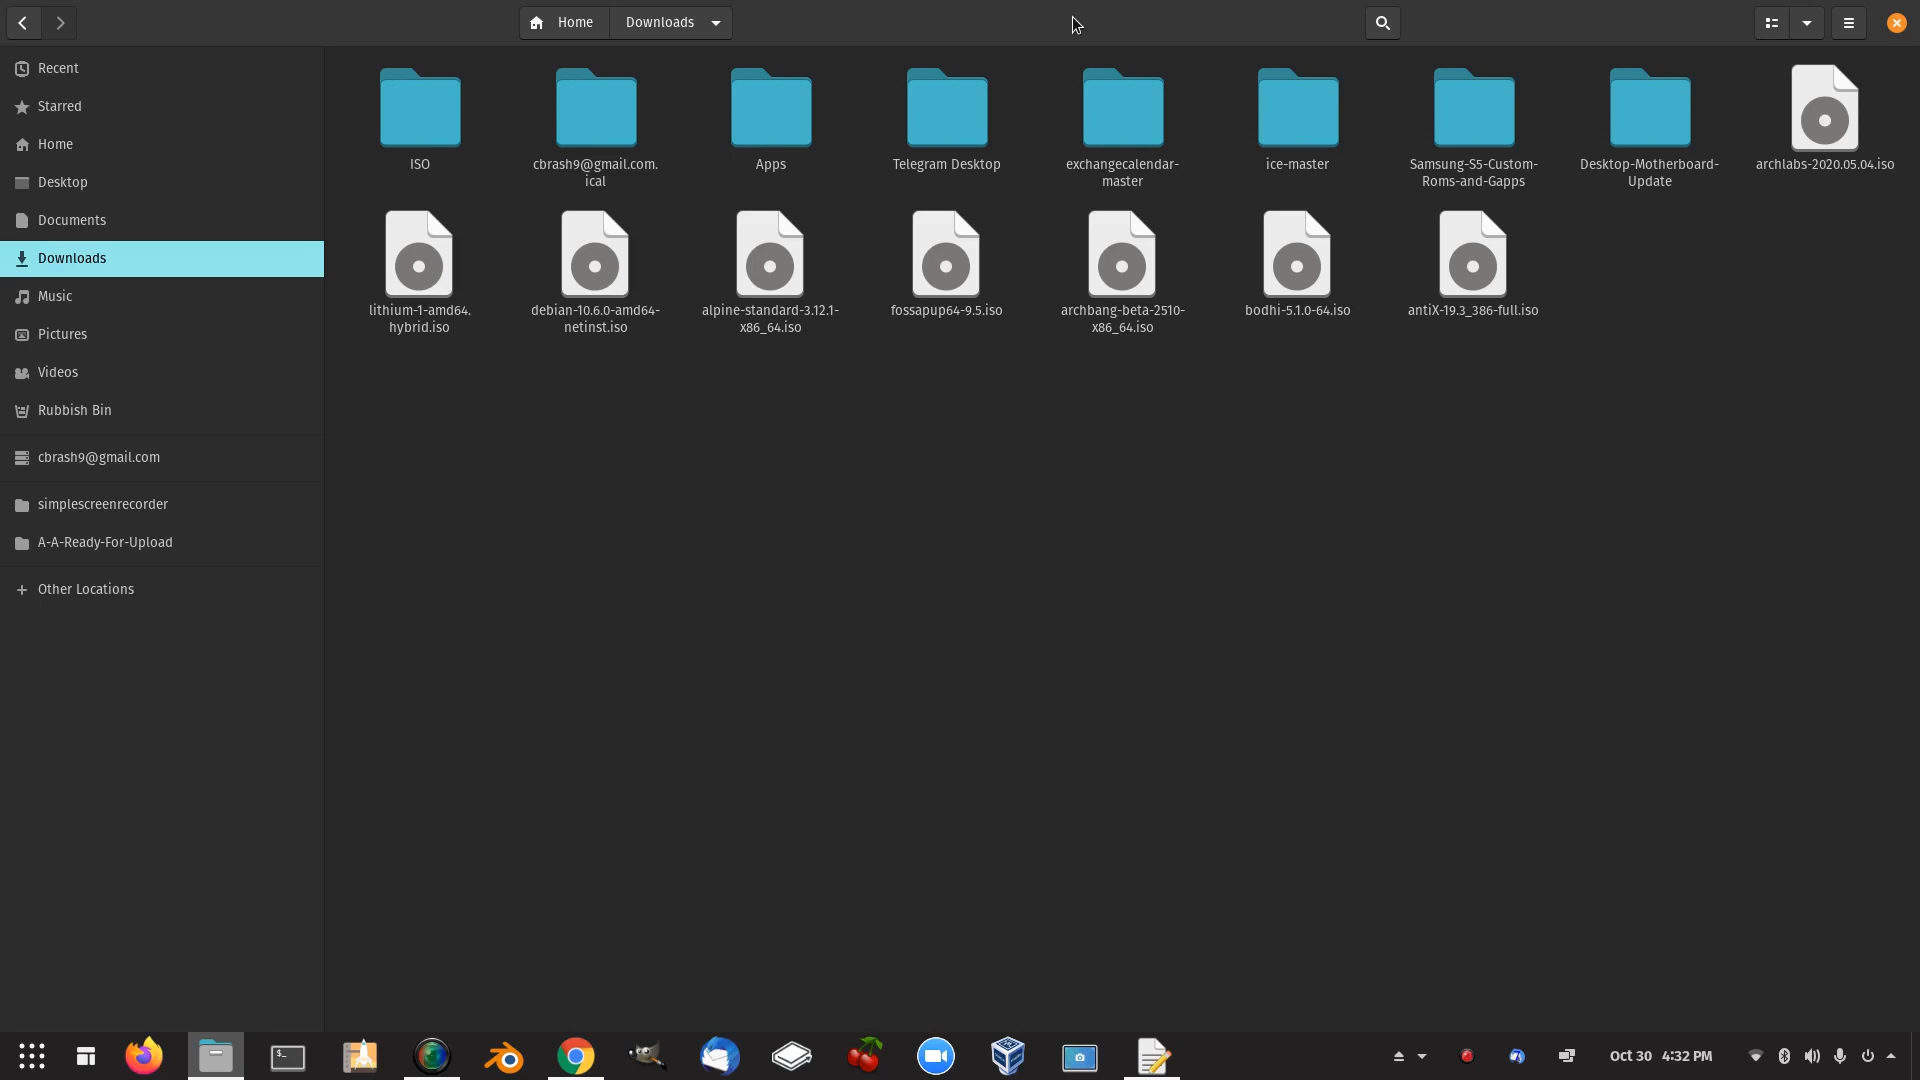 Home
Downloads
Recent
Starred
Home
Desktop
Documents
Downloads
Music
Pictures
Videos
Rubbish Bin
cbrash9@gmail.com
simplescreenrecorder
A-A-Ready-For-Upload
Other Locations
ISO
cbrash9@gmail.com.
ical
Apps
Telegram Desktop
exchangecalendar-
master
ice-master
Samsung-S5-Custom-
Roms-and-Gapps
Desktop-Motherboard-
Update
archlabs-2020.05.04.iso
lithium-1-amd64.
hybrid.iso
debian-10.6.0-amd64-
netinst.iso
alpine-standard-3.12.1-
x86_64.iso
fossapup64-9.5.iso
archbang-beta-2510-
x86_64.iso
bodhi-5.1.0-64.iso
antiX-19.3_386-full.iso
$_
Oct 30 4:32 PM